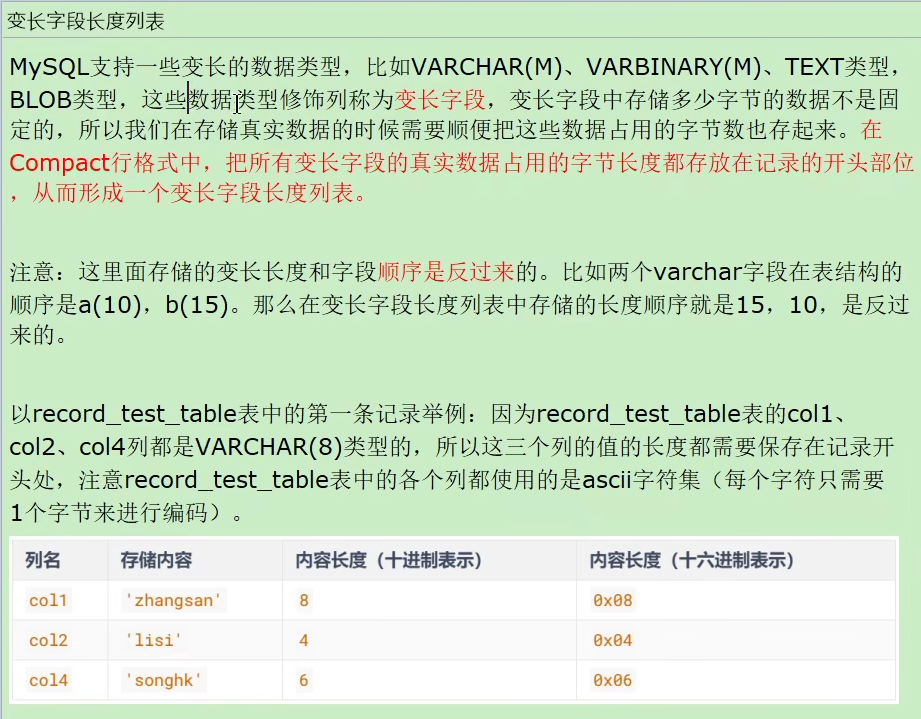 变长字段长度列表
MySQL支持一些变长的数据类型，比如VARCHAR(M)、VARBINARY(M)、TEXT类型，
BLOB类型，这些数据类型修饰列称为变长字段，变长字段中存储多少字节的数据不是固
定的，所以我们在存储真实数据的时候需要顺便把这些数据占用的字节数也存起来。在
Compact行格式中，把所有变长字段的真实数据占用的字节长度都存放在记录的开头部位
，从而形成一个变长字段长度列表。
注意：这里面存储的变长长度和字段顺序是反过来的。比如两个varchar字段在表结构的
顺序是a(10)，b(15)。那么在变长字段长度列表中存储的长度顺序就是15，10，是反过
来的。
以record_test_table表中的第一条记录举例：因为record_test_table表的col1、
col2、col4列都是VARCHAR(8)类型的，所以这三个列的值的长度都需要保存在记录开
头处，注意record_test_table表中的各个列都使用的是ascii字符集（每个字符只需要
1个字节来进行编码）。
列名 存储内容 内容长度（十进制表示） 内容长度（十六进制表示）
col1 'zhangsan' 8 0x08
col2 'lisi' 4 0x04
col4 'songhk' 6 0x06